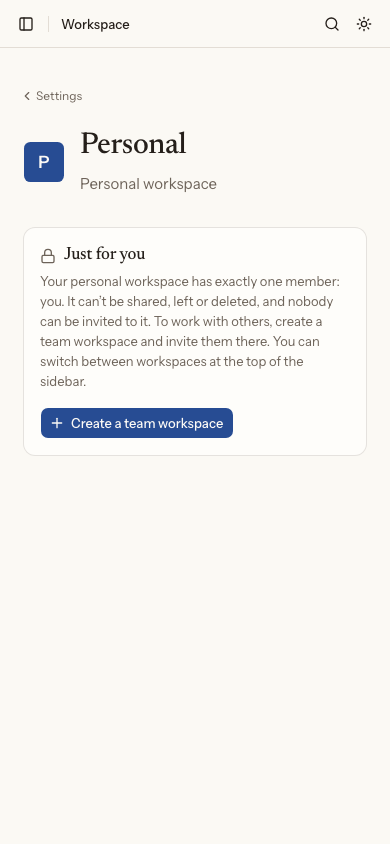 Workspace
Settings
P
Personal
Personal workspace
Just for you
Your personal workspace has exactly one member:
you. It can’t be shared, left or deleted, and nobody
can be invited to it. To work with others, create a
team workspace and invite them there. You can
switch between workspaces at the top of the
sidebar.
Create a team workspace